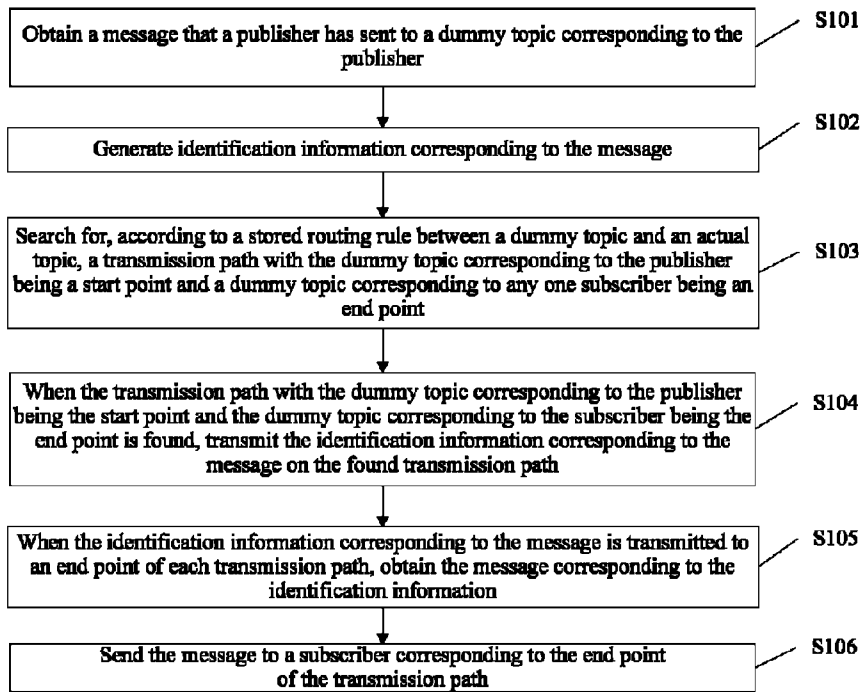 S101
Obtain a message that a publisher has sent to a dummy topic corresponding to the
publisher
S102
Generate identification information corresponding to the message
S103
Search for, according to a stored routing rule between a dummy topic and an actual
topic, a transmission path with the dummy topic corresponding to the publisher
being a start point and a dummy topic corresponding to any one subscriber being an
end point
S104
When the transmission path with the dummy topic corresponding to the publisher
being the start point and the dummy topic corresponding to the subscriber being the
end point is found, transmit the identification information corresponding to the
message on the found transmission path
S105
When the identification information corresponding to the message is transmitted to
an end point of each transmission path, obtain the message corresponding to the
identification information
S106
Send the message to a subscriber corresponding to the end point
of the transmission path